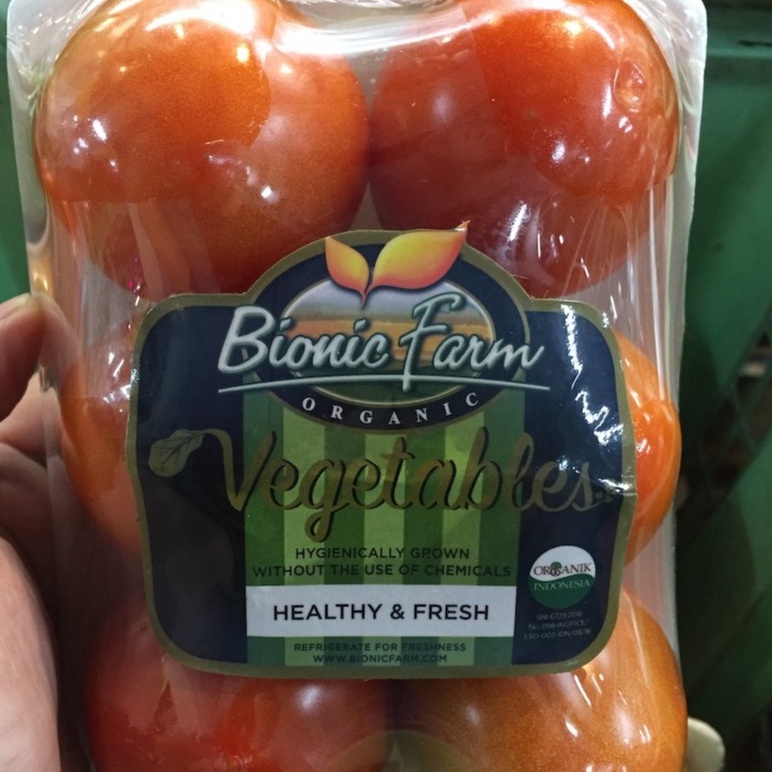 Bionic Farm
ORGANIC
Vegetables
HYGIENICALLY GROWN
WITHOUT THE USE OF CHEMICALS
HEALTHY & FRESH
REFRIGERATE FOR FRESHNESS
WWW.BIONICFARM.COM
ORGANIK
INDONESIA